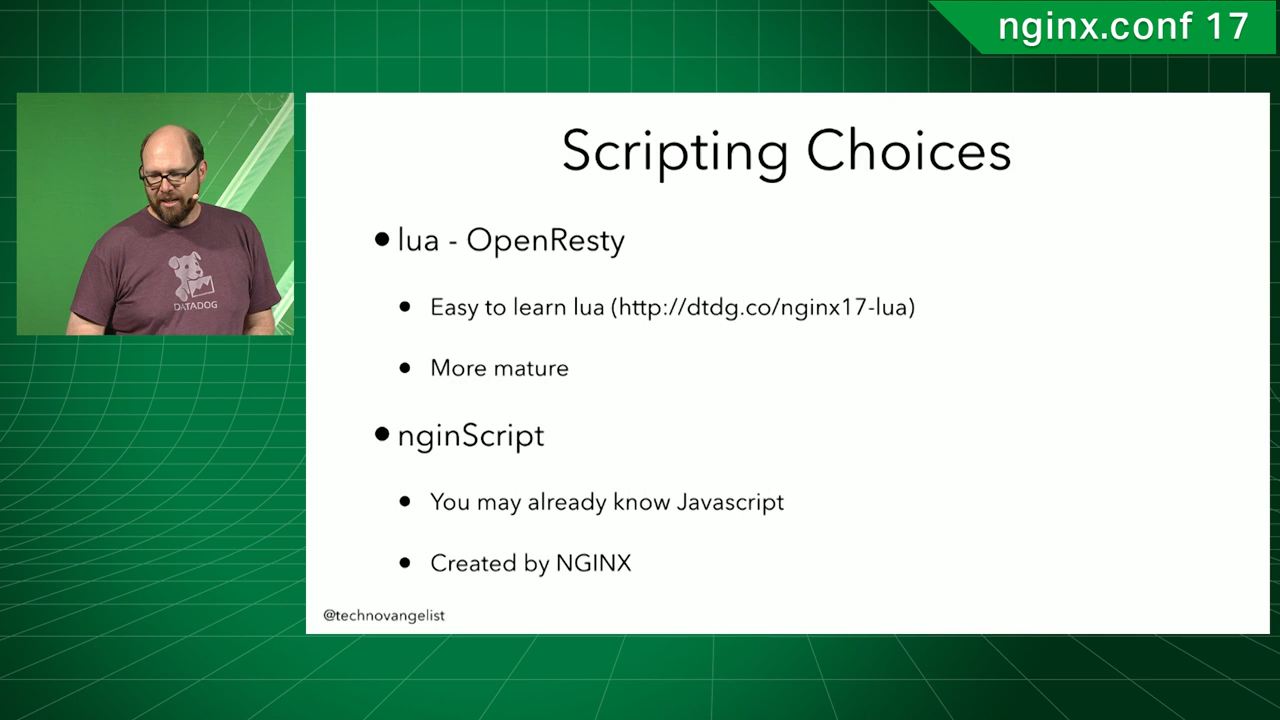 nginx.conf 17
Scripting Choices
lua - OpenResty
Easy to learn lua (http://dtdg.co/nginx17-lua)
More mature
nginScript
You may already know Javascript
Created by NGINX
@technovangelist
DATADOG